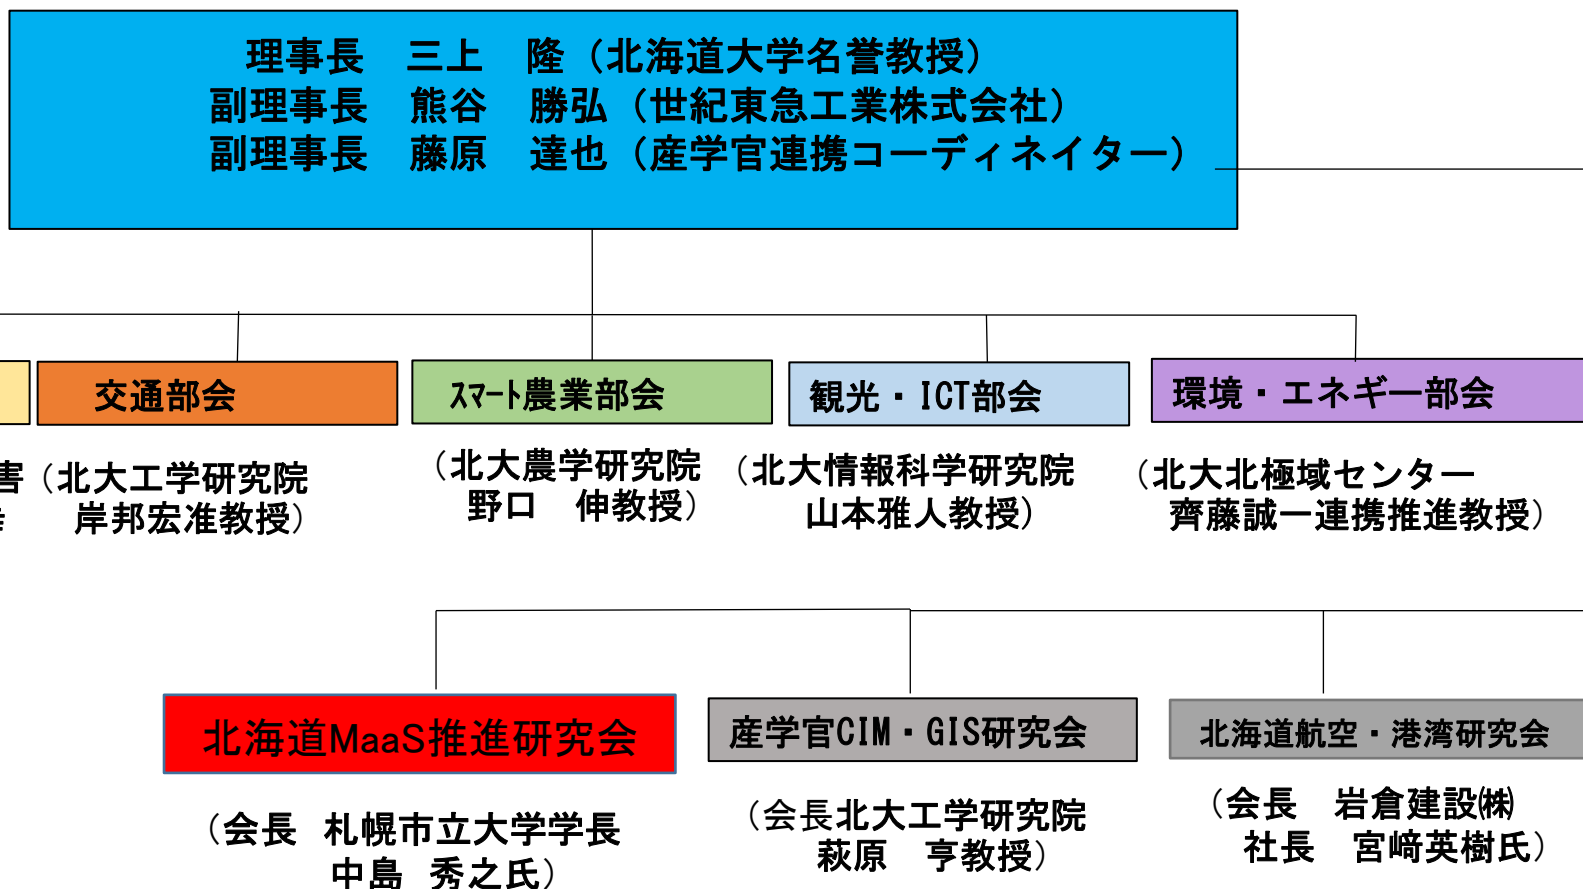 理事長　三上　隆（北海道大学名誉教授）
副理事長　熊谷　勝弘（世紀東急工業株式会社）
副理事長　藤原　達也（産学官連携コーディネイター）
交通部会
ｽﾏｰﾄ農業部会
観光・ICT部会
環境・エネギー部会
害
（北大工学研究院
岸邦宏准教授）
（北大農学研究院
野口　伸教授）
（北大情報科学研究院
山本雅人教授）
（北大北極域センター
齊藤誠一連携推進教授）
北海道MaaS推進研究会
産学官CIM・GIS研究会
北海道航空・港湾研究会
（会長　札幌市立大学学長
中島　秀之氏）
（会長北大工学研究院
萩原　亨教授）
（会長　岩倉建設㈱
社長　宮﨑英樹氏）